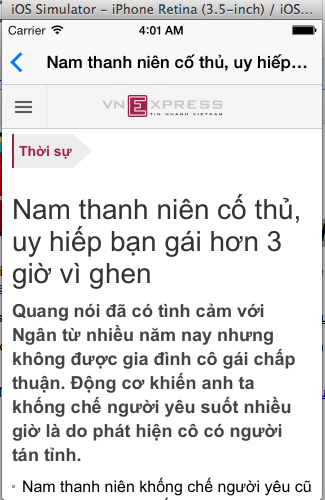 iOS Simulator - iPhone Retina (3.5-inch) / iOS...
Carrier 4:01 AM
Nam thanh niên cố thủ, uy hiếp...
VNEXPRESS
TIN NHANH VIETNAM
Thời sự
Nam thanh niên cố thủ,
uy hiếp bạn gái hơn 3
giờ vì ghen
Quang nói đã có tình cảm với
Ngân từ nhiều năm nay nhưng
không được gia đình cô gái chấp
thuận. Động cơ khiến anh ta
khống chế người yêu suốt nhiều
giờ là do phát hiện cô có người
tán tỉnh.
Nam thanh niên khống chế người yêu cũ